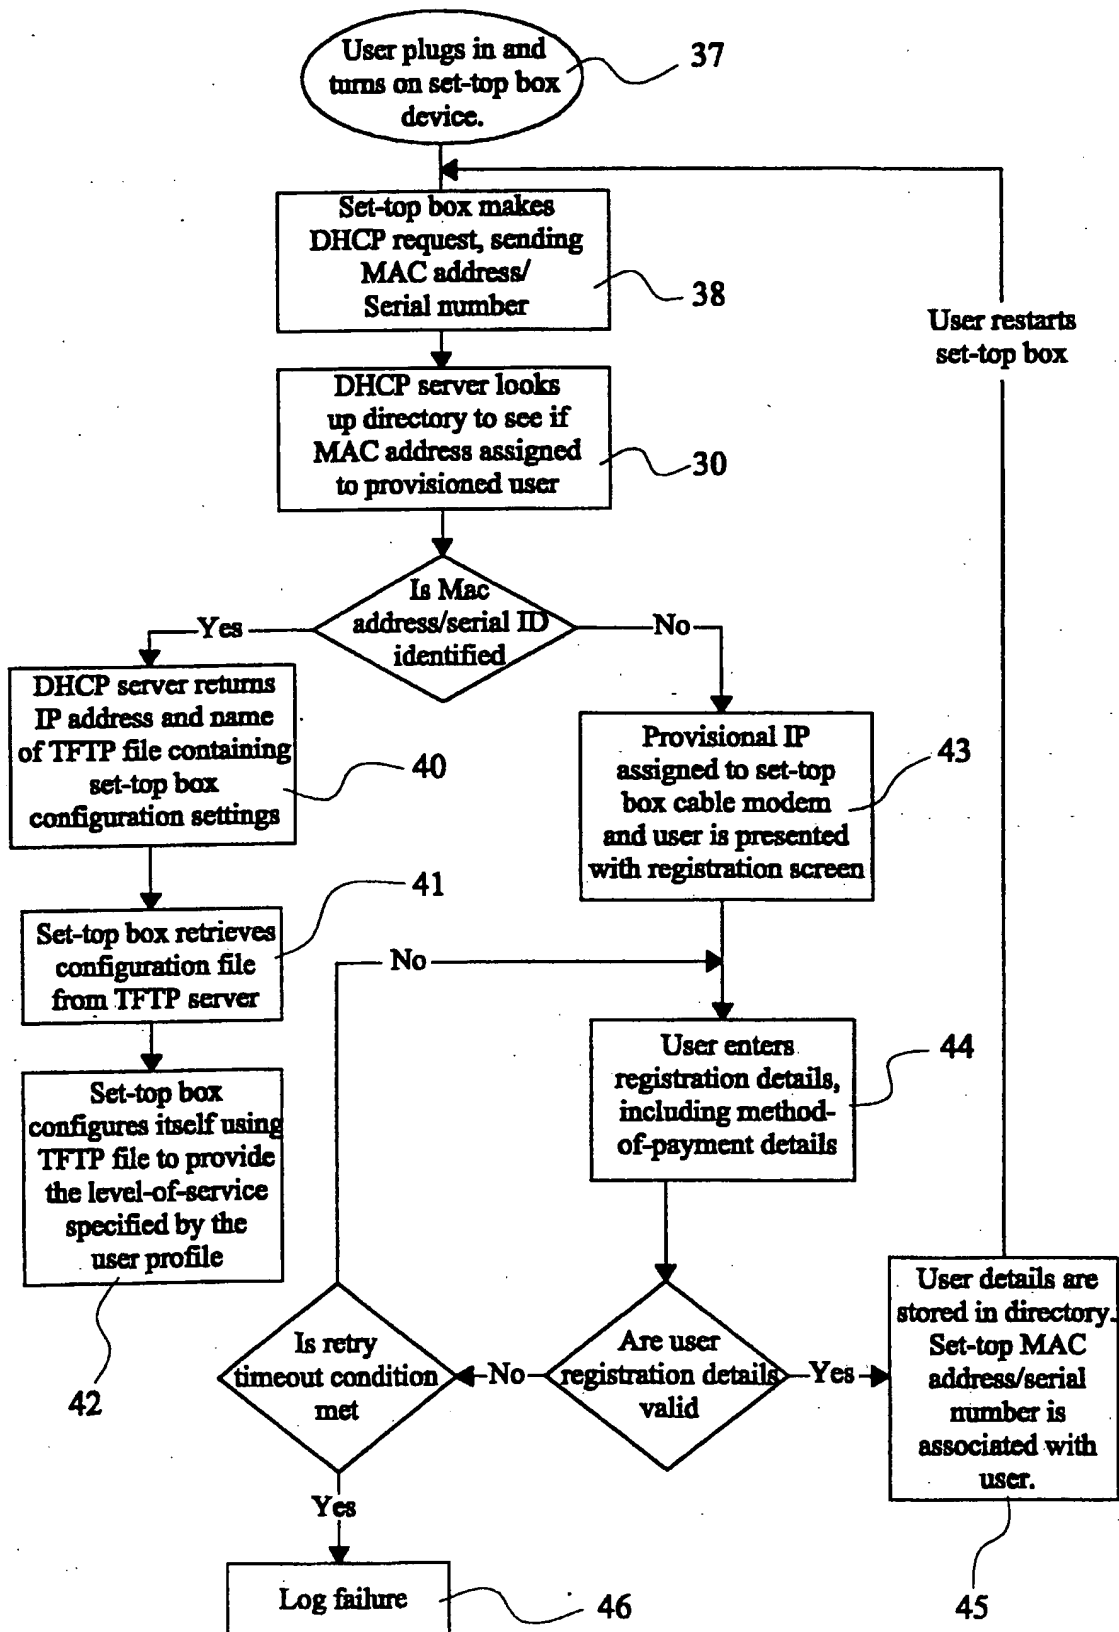 User plugs in and
turns on set-top box
device.
37
Set-top box makes
DHCP request, sending
MAC address/
Serial number
38
User restarts
set-top box
DHCP server looks
up directory to see if
MAC address assigned
to provisioned user
30
Is Mac
address/serial ID
identified
Yes
No
DHCP server returns
IP address and name
of TFTP file containing
set-top box
configuration settings
40
Provisional IP
assigned to set-top
box cable modem
and user is presented
with registration screen
43
41
Set-top box retrieves
configuration file
from TFTP server
No
User enters
registration details,
including method-
of-payment details
44
Set-top box
configures itself using
TFTP file to provide
the level-of-service
specified by the
user profile
42
Is retry
timeout condition
met
No
Are user
registration details
valid
Yes
User details are
stored in directory.
Set-top MAC
address/serial
number is
associated with
user.
45
Yes
Log failure
46